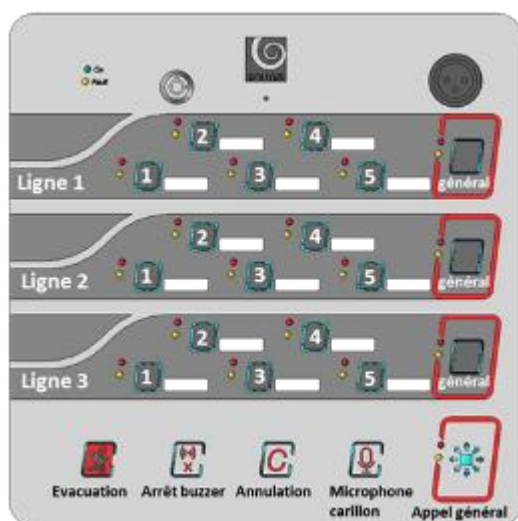 On
2 4
Ligne 1 1 3 5 général
2 4
Ligne 2 1 3 5 général
2 4
Ligne 3 1 3 5 général
Evacuation Arrêt buzzer Annulation Microphone carillon Appel général